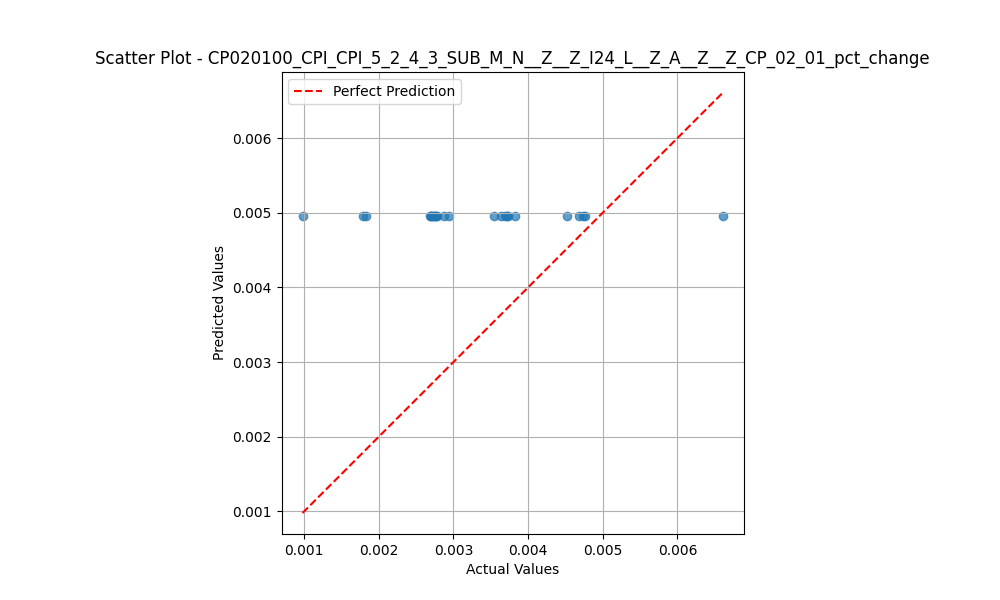 Scatter Plot - CP020100_CPI_CPI_5_2_4_3_SUB_M_N__Z__Z_I24_L__Z_A__Z__Z_CP_02_01_pct_change
Perfect Prediction
0.006
0.005
0.004
0.003
0.002
0.001
Predicted Values
0.001 0.002 0.003 0.004 0.005 0.006
Actual Values